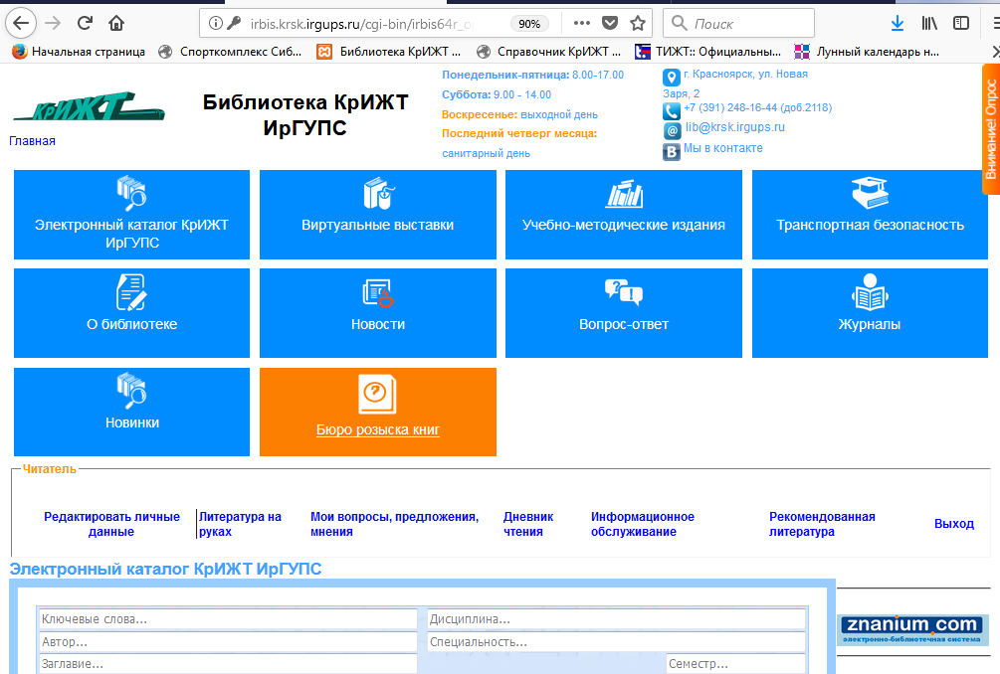 irbis.krsk.irgups.ru/cgi-bin/irbis64r_o
90%
Поиск
Начальная страница
Спорткомплекс Сиб...
Библиотека КрИЖТ ...
Справочник КрИЖТ ...
ТИЖТ:: Официальны...
Лунный календарь н...
КРИЖТ
Главная
Библиотека КрИЖТ
ИрГУПС
Понедельник-пятница: 8.00-17.00
Суббота: 9.00 - 14.00
Воскресенье: выходной день
Последний четверг месяца:
санитарный день
г. Красноярск, ул. Новая
Заря, 2
+7 (391) 248-16-44 (доб.2118)
lib@krsk.irgups.ru
Мы в контакте
Внимание! Опрос
Электронный каталог КрИЖТ
ИрГУПС
Виртуальные выставки
Учебно-методические издания
Транспортная безопасность
О библиотеке
Новости
Вопрос-ответ
Журналы
Новинки
Бюро розыска книг
Читатель
Редактировать личные
данные
Литература на
руках
Мои вопросы, предложения,
мнения
Дневник
чтения
Информационное
обслуживание
Рекомендованная
литература
Выход
Электронный каталог КрИЖТ ИрГУПС
Ключевые слова...
Дисциплина...
Автор...
Специальность...
Заглавие...
Семестр...
znanium.com
электронно-библиотечная система